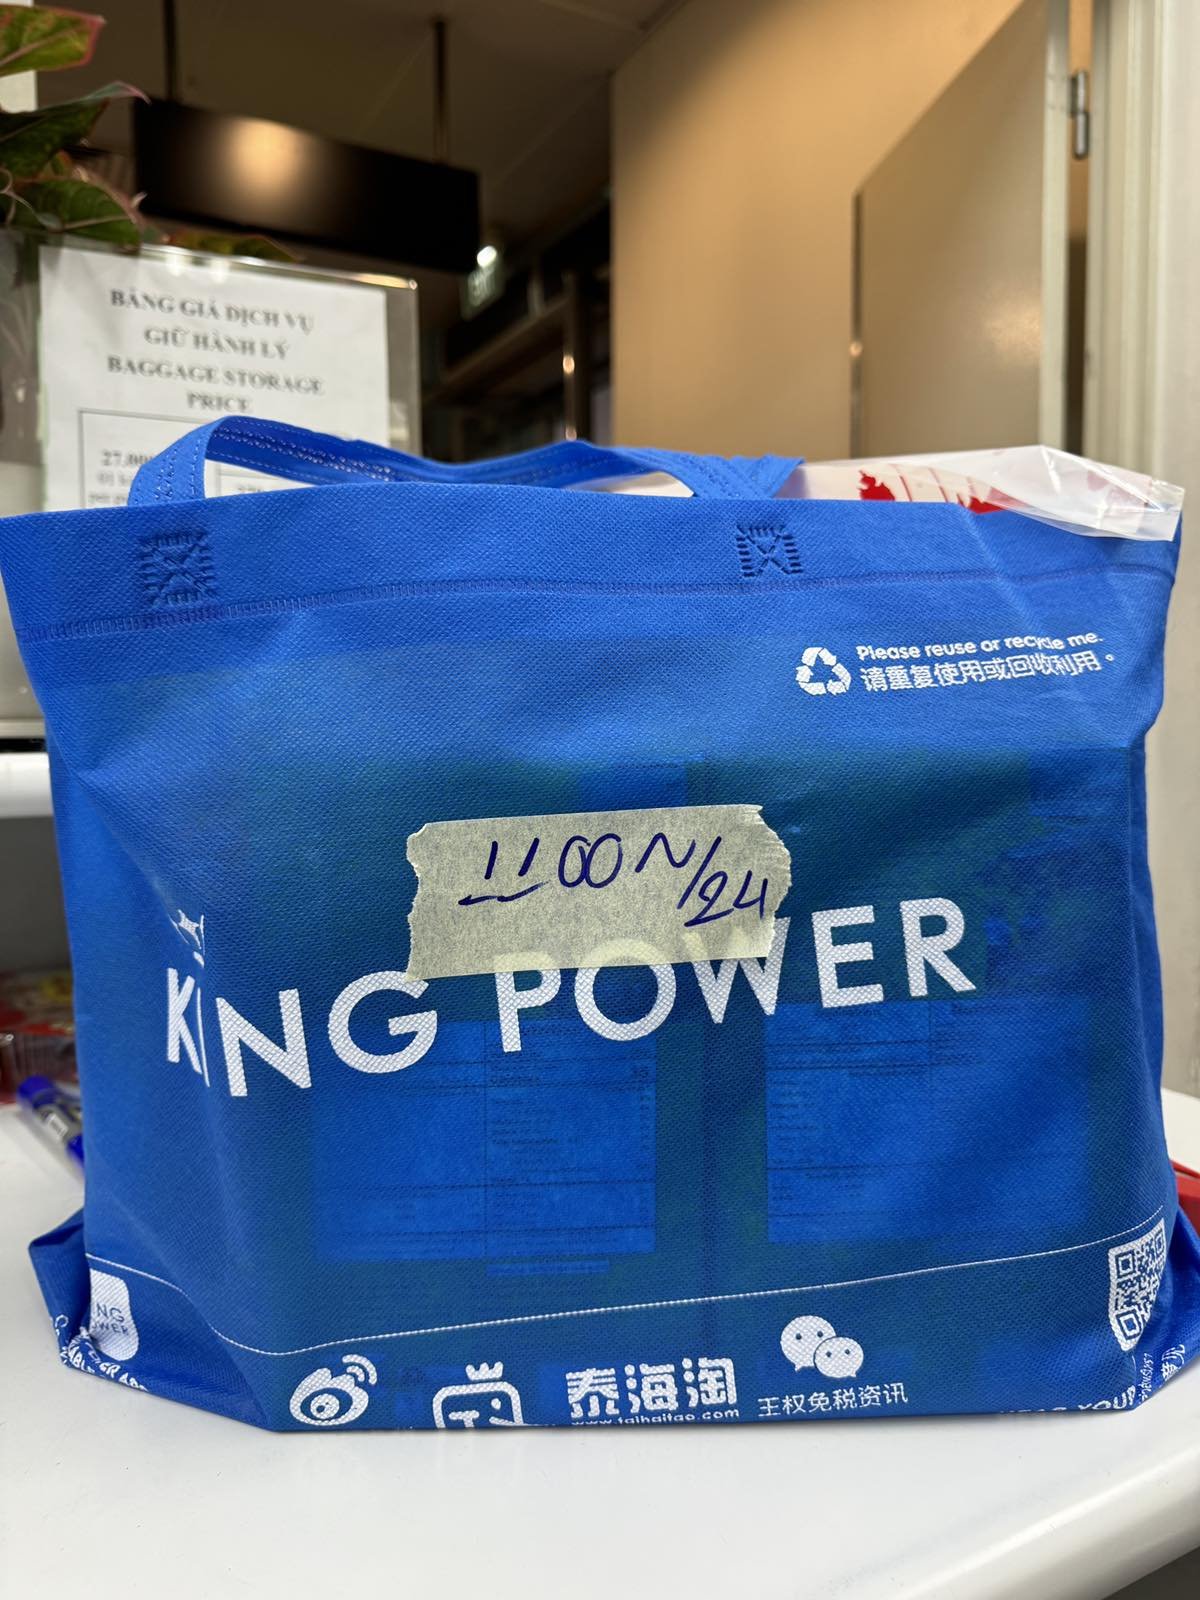 BẢNG GIÁ DỊCH VỤ
GIỮ HÀNH LÝ
BAGGAGE STORAGE
PRICE
Please reuse or recycle me.
请重复使用或回收利用。
1100 N/24
KING POWER
泰海淘
www.taihaitao.com
王权免税资讯